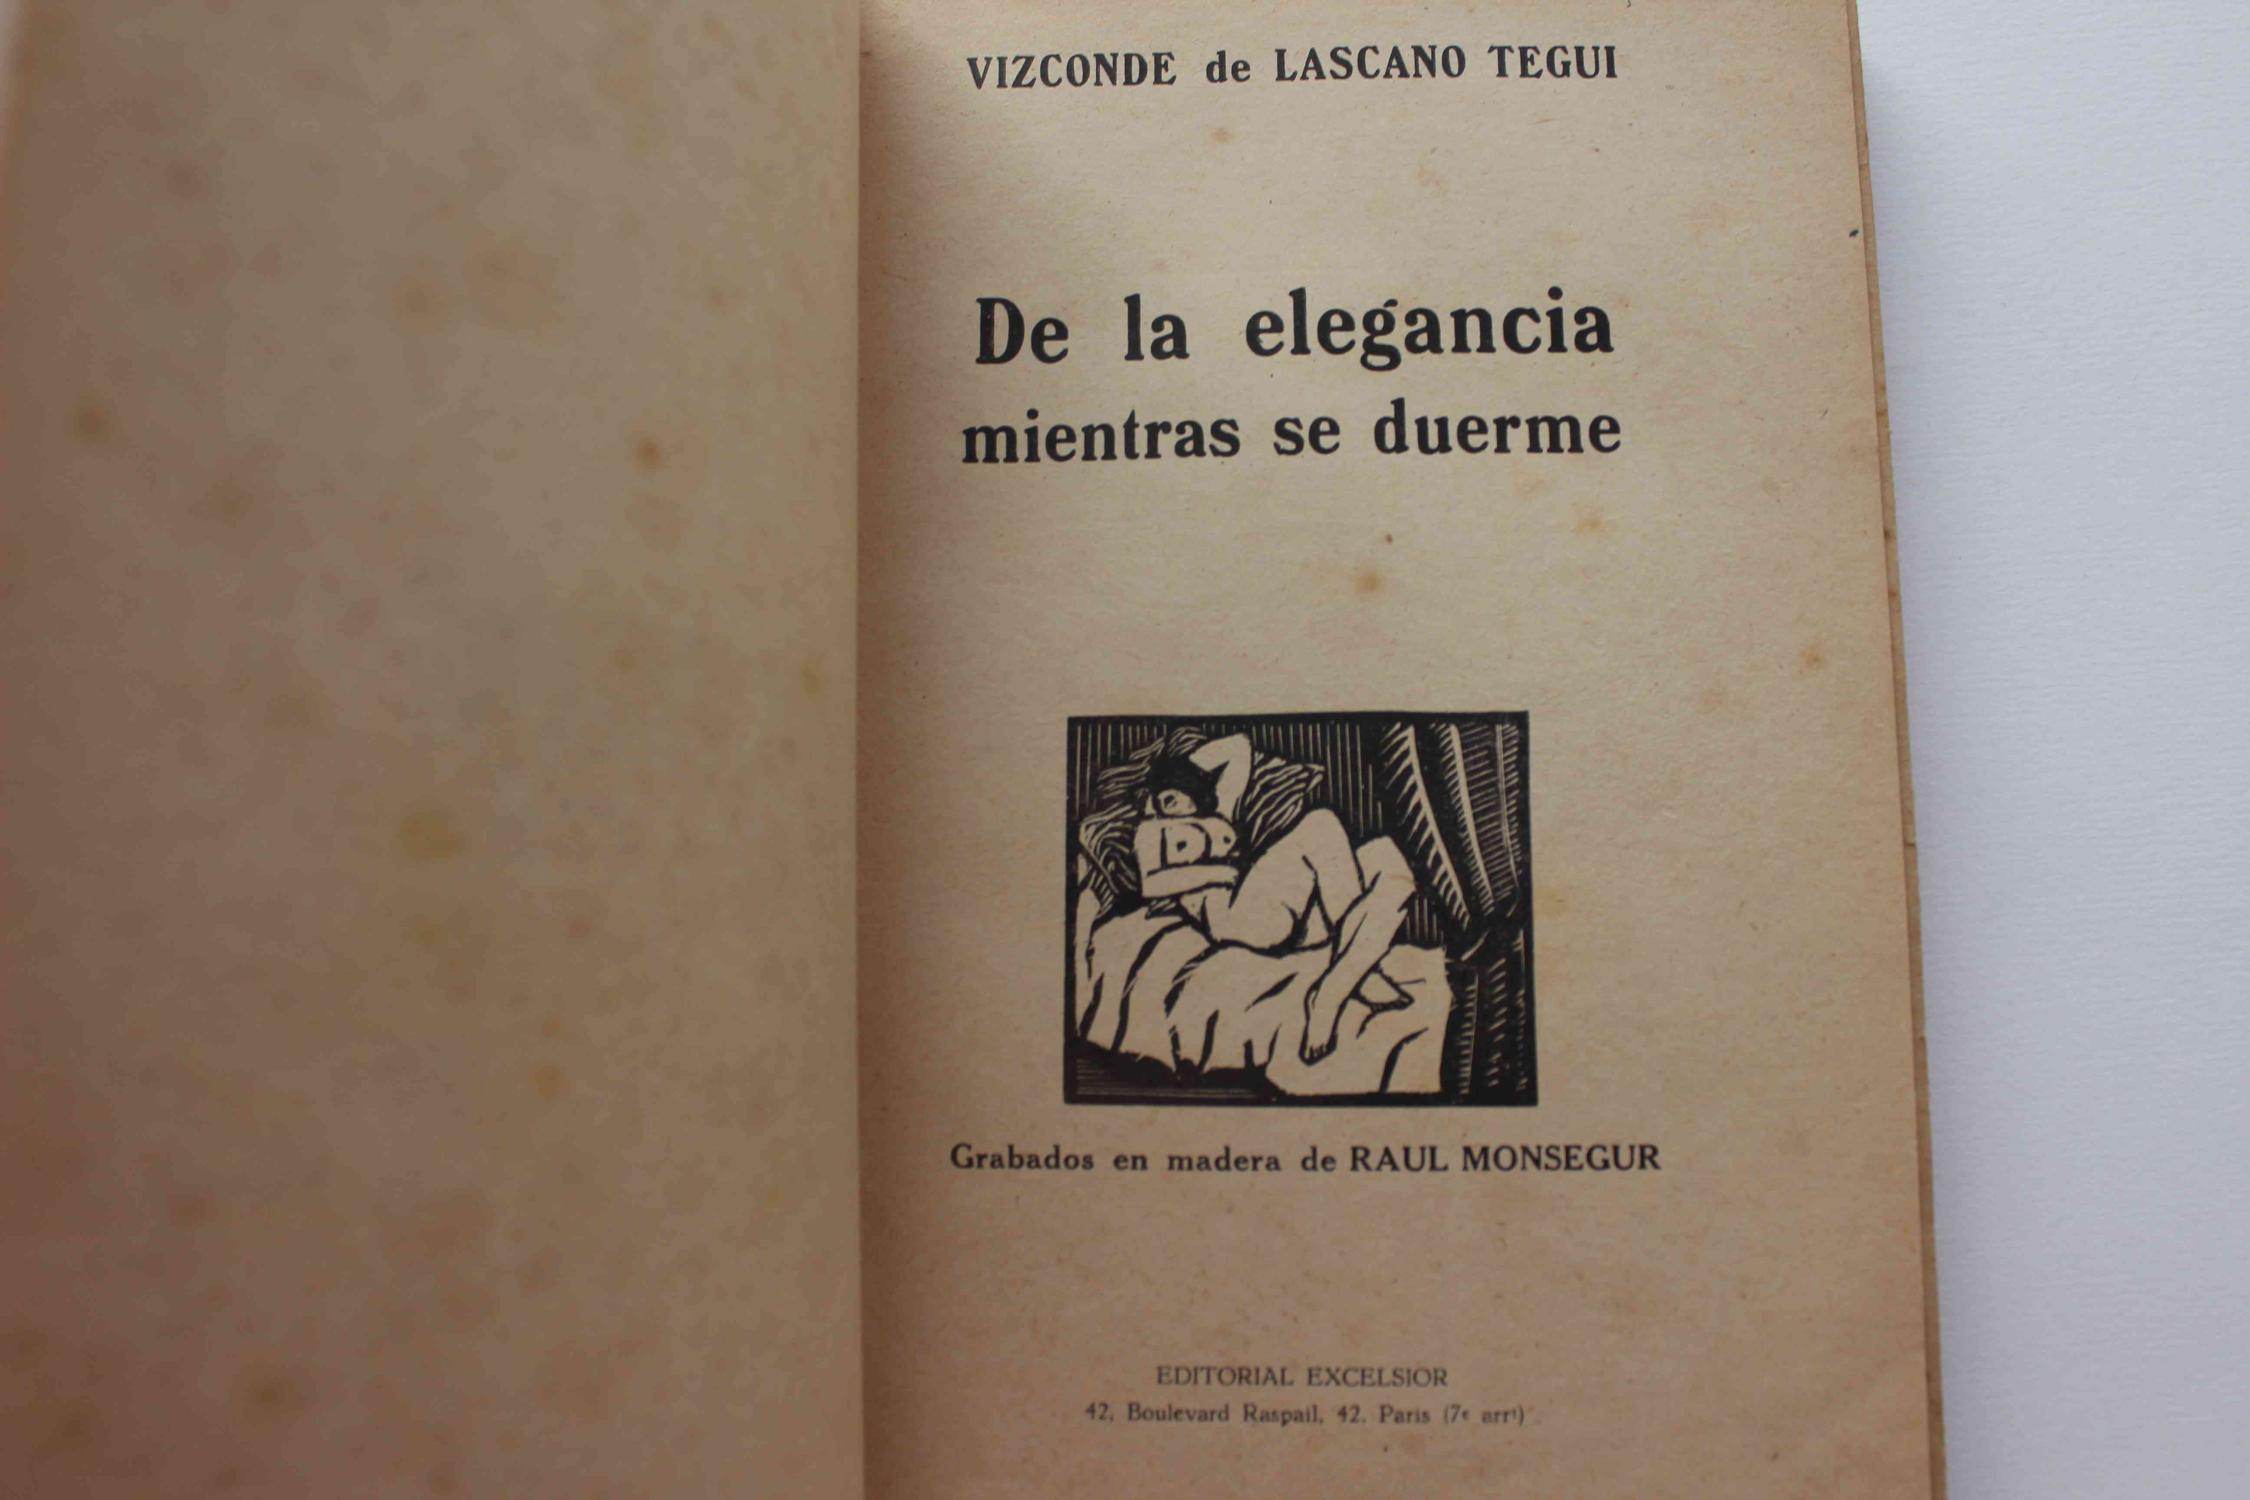 VIZCONDE de LASCANO TEGUI
De la elegancia
mientras se duerme
Grabados en madera de RAUL MONSEGUR
EDITORIAL EXCELSIOR
42, Boulevard Raspail, 42. Paris (7e arrt)